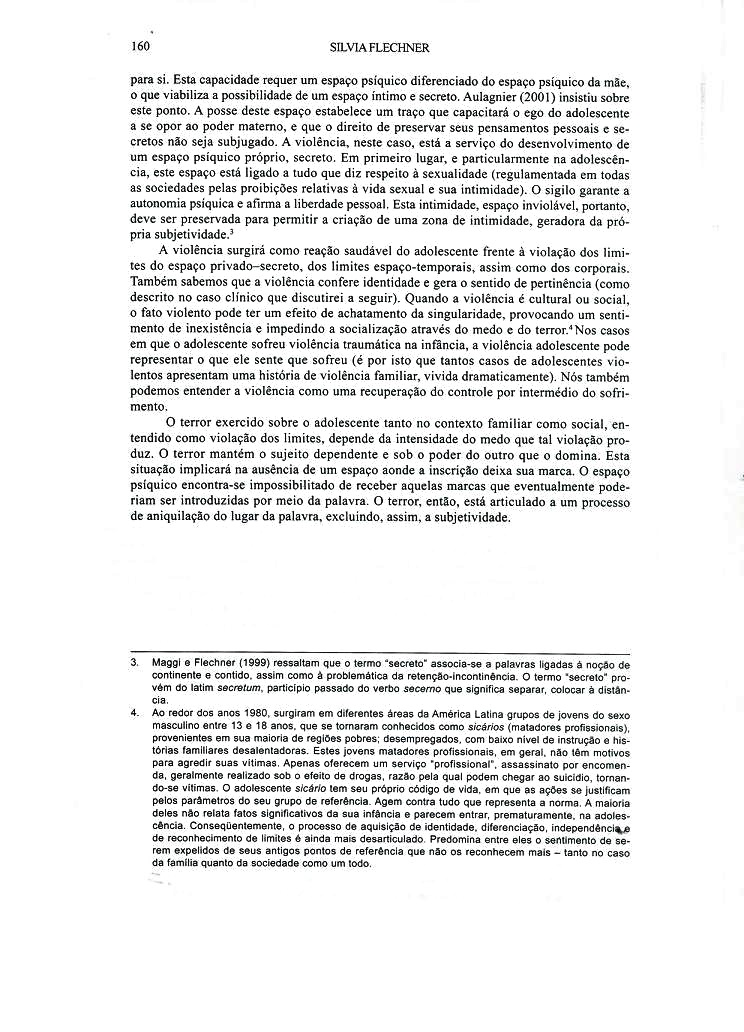 160
SILVIA FLECHNER
para si. Esta capacidade requer um espaço psíquico diferenciado do espaço psíquico da mãe,
o que viabiliza a possibilidade de um espaço íntimo e secreto. Aulagnier (2001) insistiu sobre
este ponto. A posse deste espaço estabelece um traço que capacitará o ego do adolescente
a se opor ao poder materno, e que o direito de preservar seus pensamentos pessoais e se-
cretos não seja subjugado. A violência, neste caso, está a serviço do desenvolvimento de
um espaço psíquico próprio, secreto. Em primeiro lugar, e particularmente na adolescên-
cia, este espaço está ligado a tudo que diz respeito à sexualidade (regulamentada em todas
as sociedades pelas proibições relativas à vida sexual e sua intimidade). O sigilo garante a
autonomia psíquica e afirma a liberdade pessoal. Esta intimidade, espaço inviolável, portanto,
deve ser preservada para permitir a criação de uma zona de intimidade, geradora da pró-
pria subjetividade.³
A violência surgirá como reação saudável do adolescente frente à violação dos limi-
tes do espaço privado–secreto, dos limites espaço-temporais, assim como dos corporais.
Também sabemos que a violência confere identidade e gera o sentido de pertinência (como
descrito no caso clínico que discutirei a seguir). Quando a violência é cultural ou social,
o fato violento pode ter um efeito de achatamento da singularidade, provocando um senti-
mento de inexistência e impedindo a socialização através do medo e do terror.⁴ Nos casos
em que o adolescente sofreu violência traumática na infância, a violência adolescente pode
representar o que ele sente que sofreu (é por isto que tantos casos de adolescentes vio-
lentos apresentam uma história de violência familiar, vivida dramaticamente). Nós também
podemos entender a violência como uma recuperação do controle por intermédio do sofri-
mento.
O terror exercido sobre o adolescente tanto no contexto familiar como social, en-
tendido como violação dos limites, depende da intensidade do medo que tal violação pro-
duz. O terror mantém o sujeito dependente e sob o poder do outro que o domina. Esta
situação implicará na ausência de um espaço aonde a inscrição deixa sua marca. O espaço
psíquico encontra-se impossibilitado de receber aquelas marcas que eventualmente pode-
riam ser introduzidas por meio da palavra. O terror, então, está articulado a um processo
de aniquilação do lugar da palavra, excluindo, assim, a subjetividade.
3. Maggi e Flechner (1999) ressaltam que o termo "secreto" associa-se a palavras ligadas à noção de
continente e contido, assim como à problemática da retenção-incontinência. O termo "secreto" pro-
vém do latim secretum, particípio passado do verbo secerno que significa separar, colocar à distân-
cia.
4. Ao redor dos anos 1980, surgiram em diferentes áreas da América Latina grupos de jovens do sexo
masculino entre 13 e 18 anos, que se tornaram conhecidos como sicários (matadores profissionais),
provenientes em sua maioria de regiões pobres; desempregados, com baixo nível de instrução e his-
tórias familiares desalentadoras. Estes jovens matadores profissionais, em geral, não têm motivos
para agredir suas vítimas. Apenas oferecem um serviço "profissional", assassinato por encomen-
da, geralmente realizado sob o efeito de drogas, razão pela qual podem chegar ao suicídio, tornan-
do-se vítimas. O adolescente sicário tem seu próprio código de vida, em que as ações se justificam
pelos parâmetros do seu grupo de referência. Agem contra tudo que representa a norma. A maioria
deles não relata fatos significativos da sua infância e parecem entrar, prematuramente, na adoles-
cência. Conseqüentemente, o processo de aquisição de identidade, diferenciação, independência e
de reconhecimento de limites é ainda mais desarticulado. Predomina entre eles o sentimento de se-
rem expelidos de seus antigos pontos de referência que não os reconhecem mais – tanto no caso
da família quanto da sociedade como um todo.